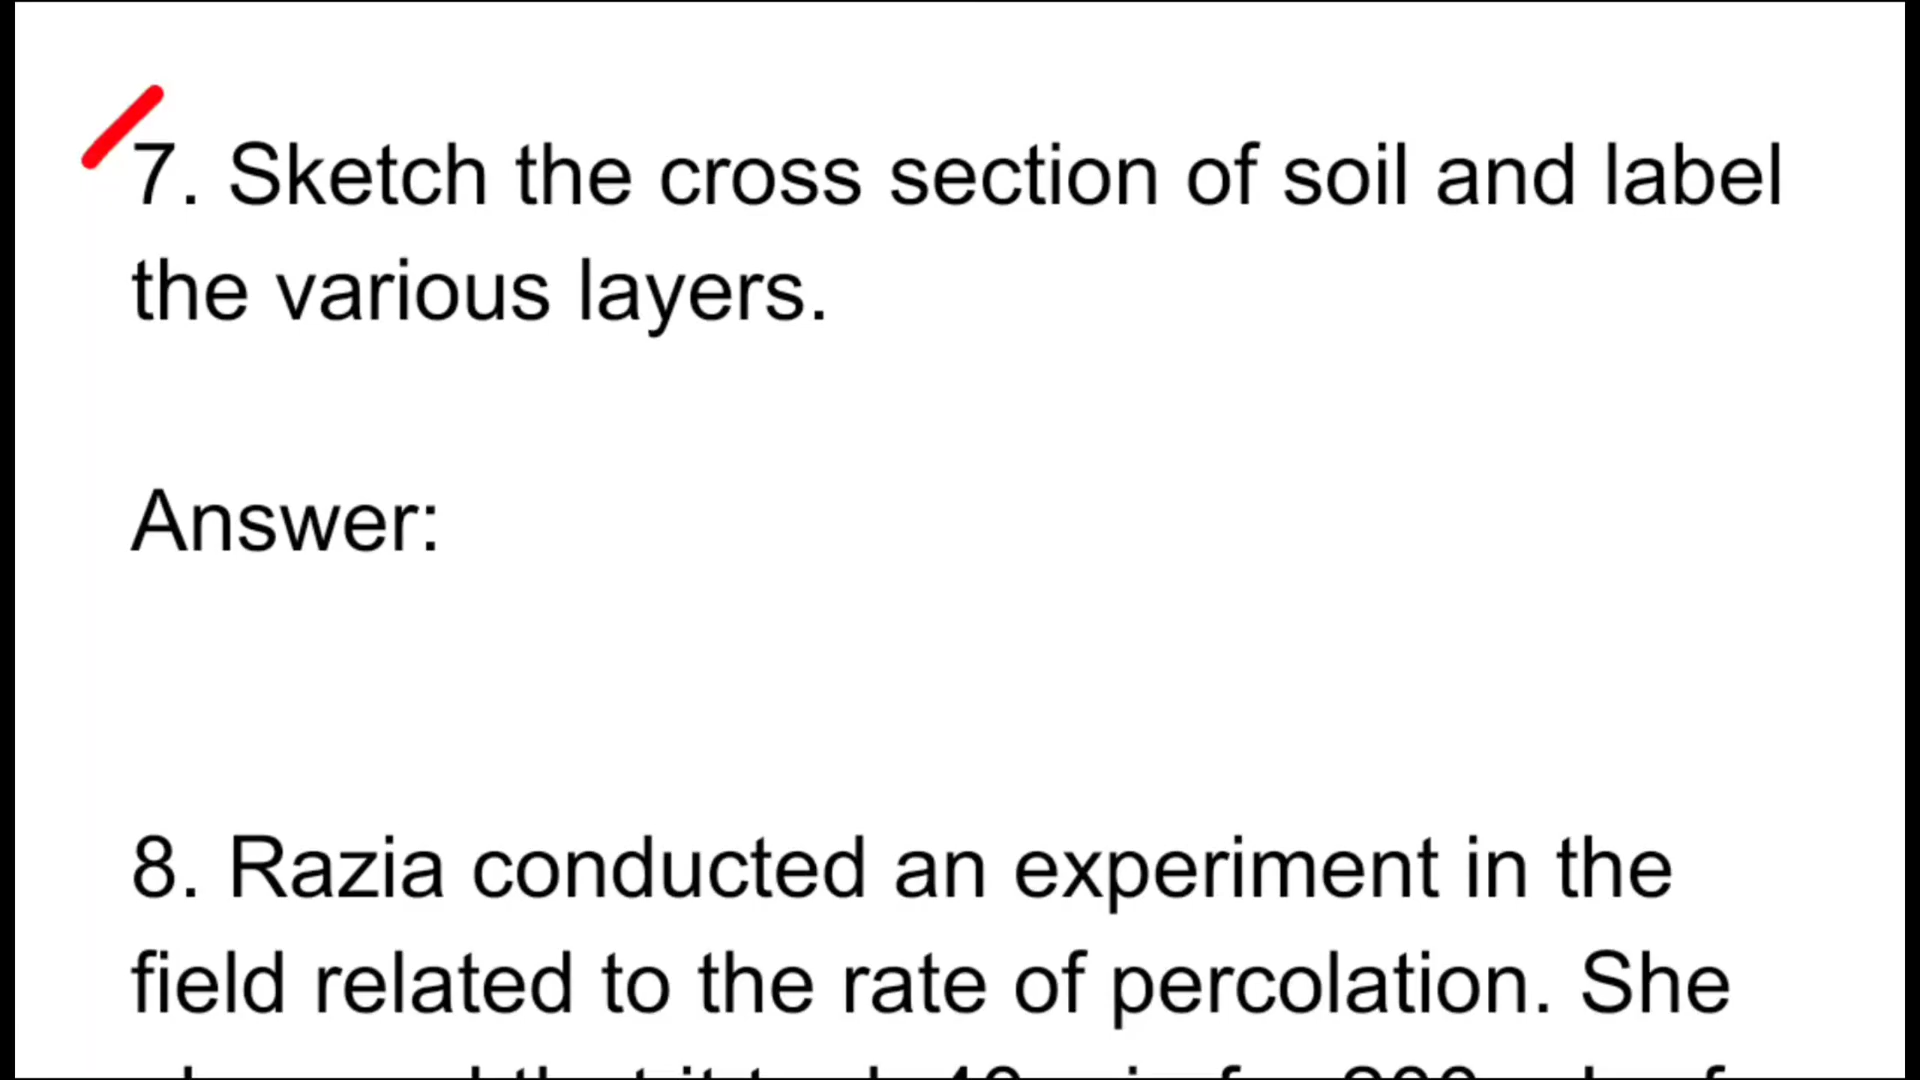 7. Sketch the cross section of soil and label
the various layers.
Answer:
8. Razia conducted an experiment in the
field related to the rate of percolation. She